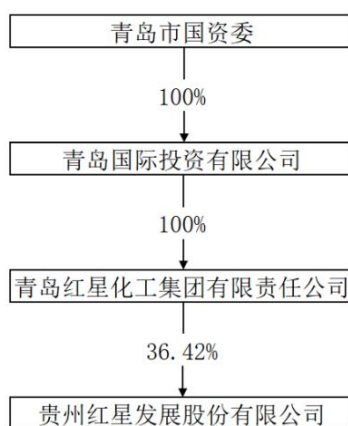 青岛市国资委
100%
青岛国际投资有限公司
100%
青岛红星化工集团有限责任公司
36.42%
贵州红星发展股份有限公司